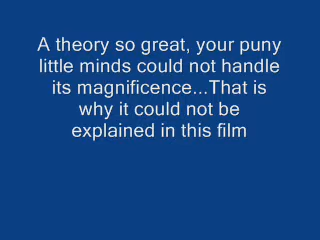 A theory so great, your puny
little minds could not handle
its magnificence...That is
why it could not be
explained in this film